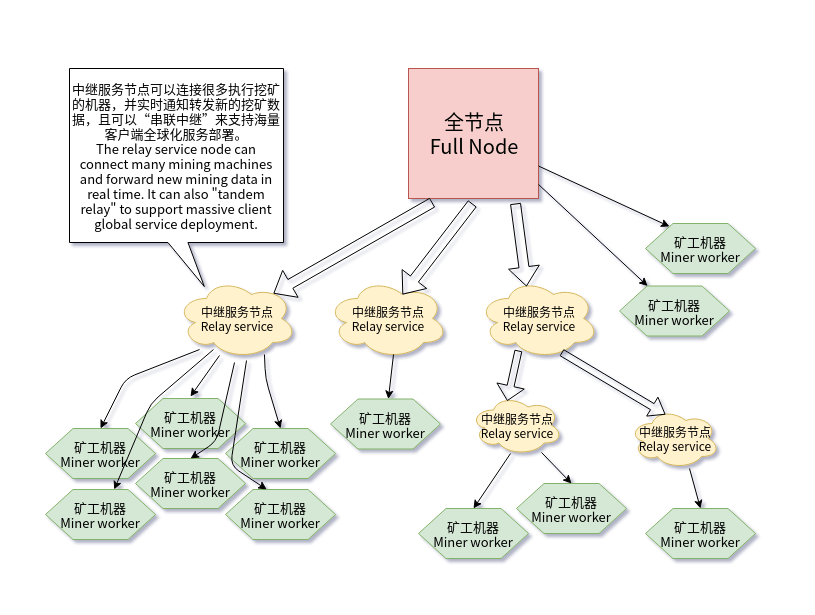 中继服务节点可以连接很多执行挖矿
的机器，并实时通知转发新的挖矿数
据，且可以“串联中继”来支持海量
客户端全球化服务部署。
The relay service node can
connect many mining machines
and forward new mining data in
real time. It can also "tandem
relay" to support massive client
global service deployment.
全节点
Full Node
矿工机器
Miner worker
矿工机器
Miner worker
中继服务节点
Relay service
中继服务节点
Relay service
中继服务节点
Relay service
矿工机器
Miner worker
矿工机器
Miner worker
矿工机器
Miner worker
矿工机器
Miner worker
矿工机器
Miner worker
矿工机器
Miner worker
矿工机器
Miner worker
中继服务节点
Relay service
中继服务节点
Relay service
矿工机器
Miner worker
矿工机器
Miner worker
矿工机器
Miner worker